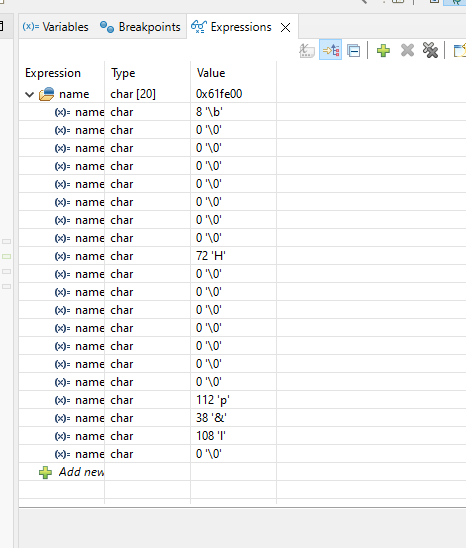 (x)= Variables Breakpoints Expressions
Expression Type Value
name char [20] 0x61fe00
(x)= name char 8 '\b'
(x)= name char 0 '\0'
(x)= name char 0 '\0'
(x)= name char 0 '\0'
(x)= name char 0 '\0'
(x)= name char 0 '\0'
(x)= name char 0 '\0'
(x)= name char 0 '\0'
(x)= name char 72 'H'
(x)= name char 0 '\0'
(x)= name char 0 '\0'
(x)= name char 0 '\0'
(x)= name char 0 '\0'
(x)= name char 0 '\0'
(x)= name char 0 '\0'
(x)= name char 0 '\0'
(x)= name char 112 'p'
(x)= name char 38 '&'
(x)= name char 108 'l'
(x)= name char 0 '\0'
Add new